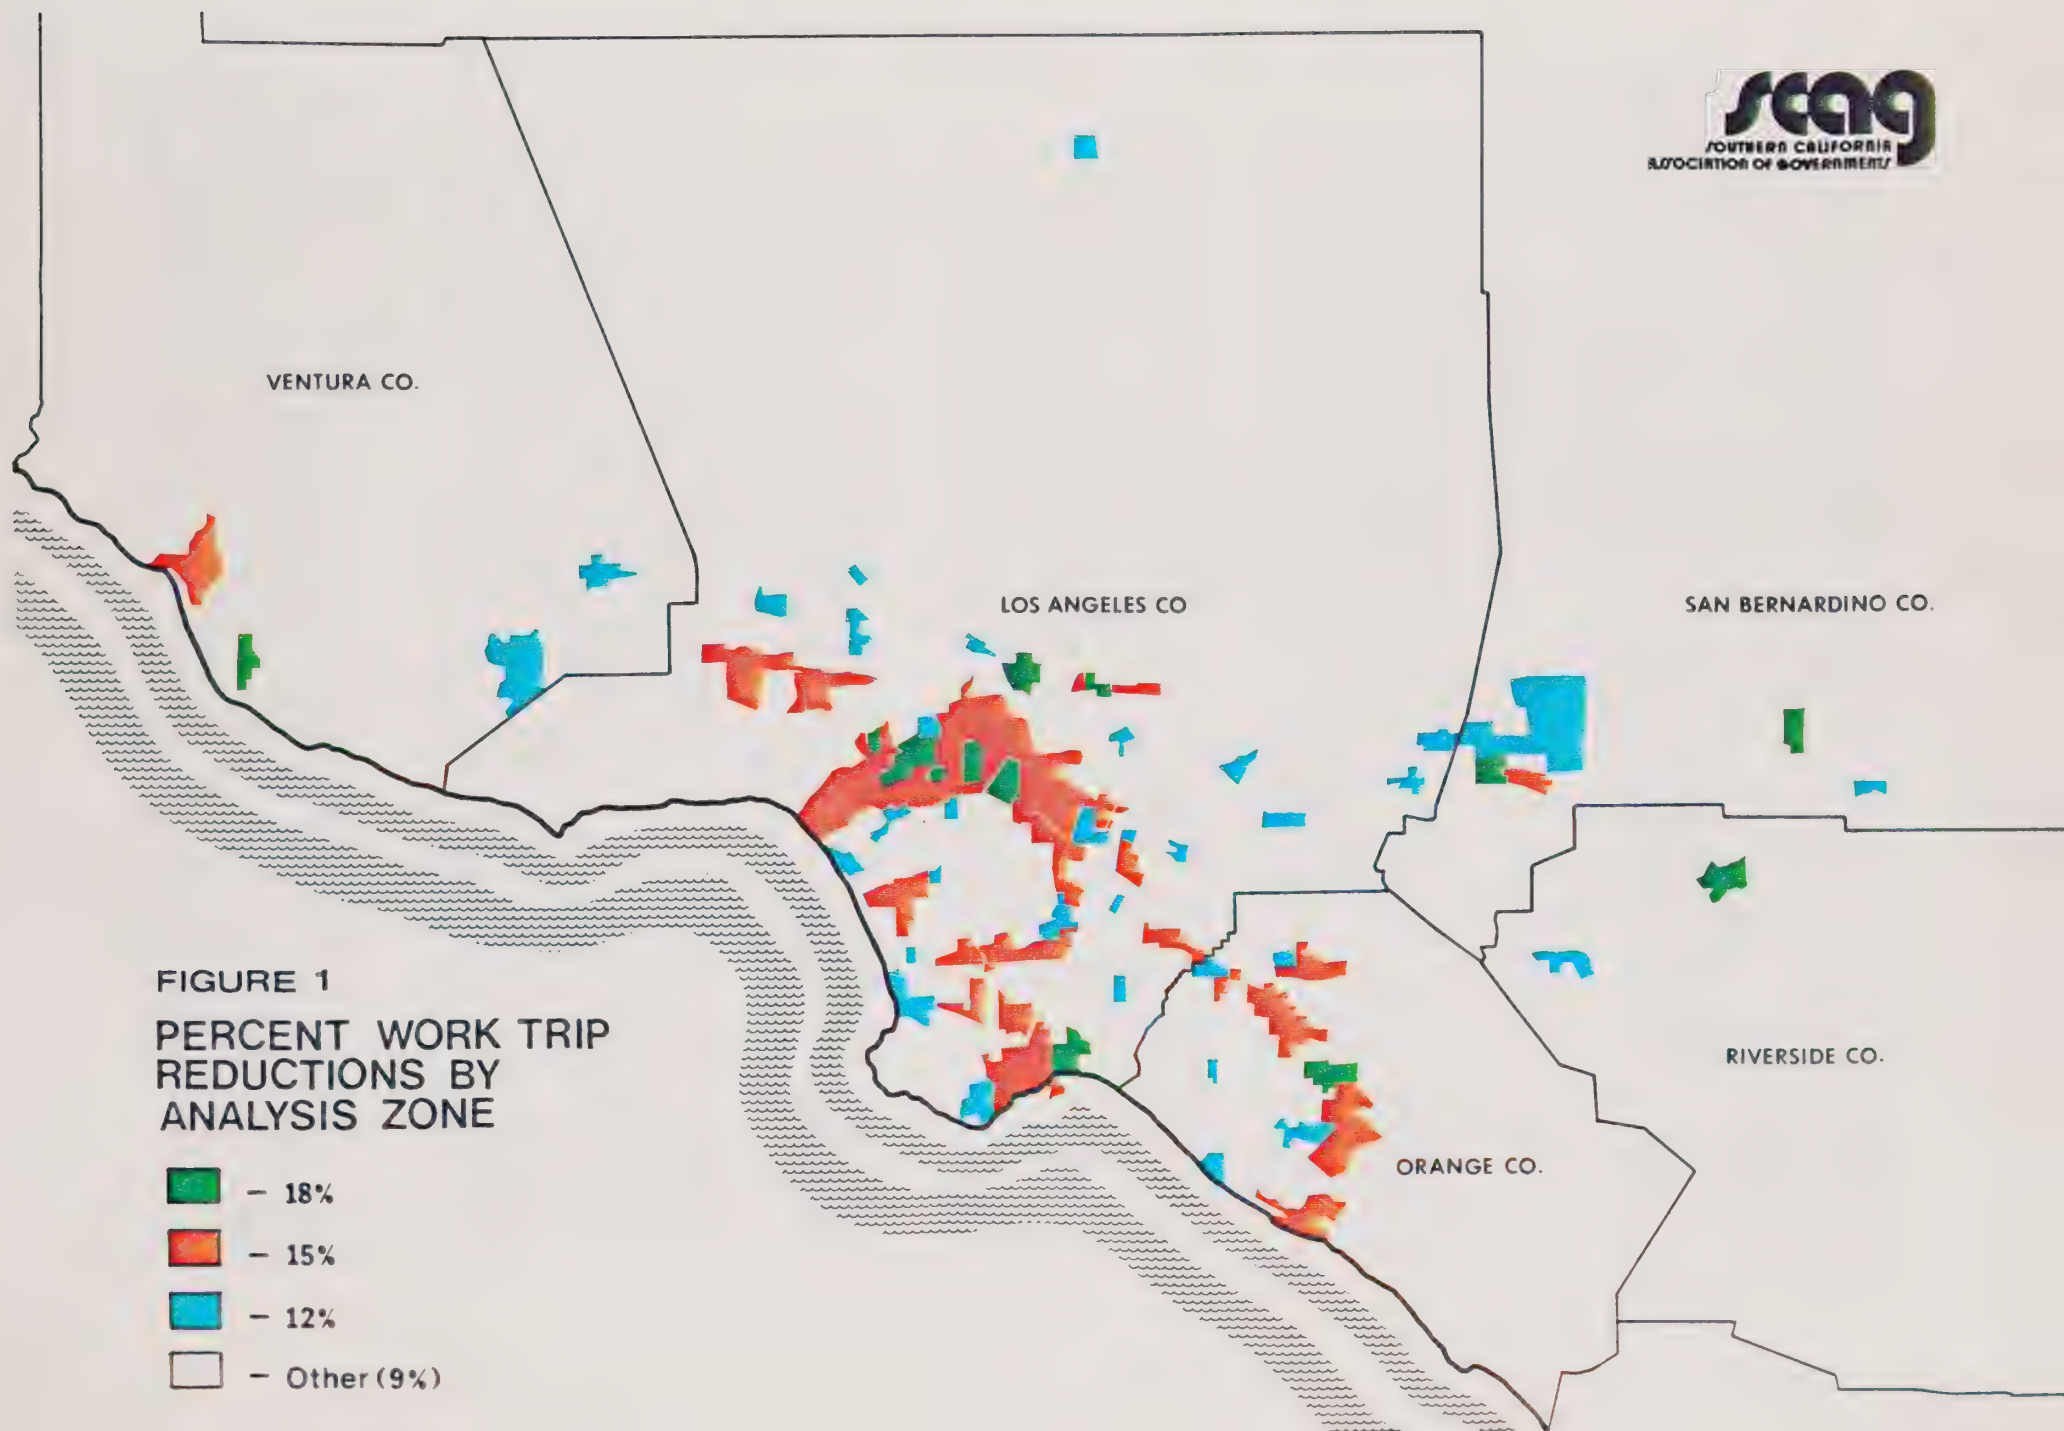 scag
SOUTHERN CALIFORNIA
ASSOCIATION OF GOVERNMENTS
VENTURA CO.
LOS ANGELES CO
SAN BERNARDINO CO.
FIGURE 1
PERCENT WORK TRIP
REDUCTIONS BY
ANALYSIS ZONE
RIVERSIDE CO.
ORANGE CO.
– 18%
– 15%
– 12%
– Other (9%)